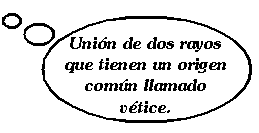 Unión de dos rayos
que tienen un origen
común llamado
vétice.